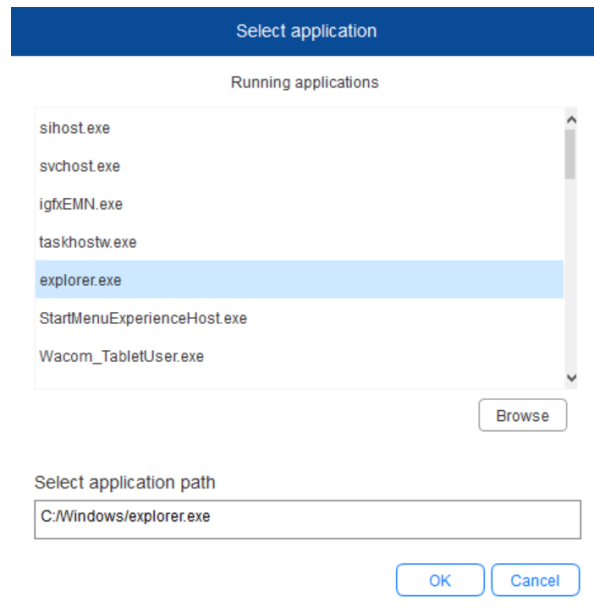 Select application
Running applications
sihost.exe
svchost.exe
igfxEMN.exe
taskhostw.exe
explorer.exe
StartMenuExperienceHost.exe
Wacom_TabletUser.exe
Browse
Select application path
C:/Windows/explorer.exe
OK Cancel